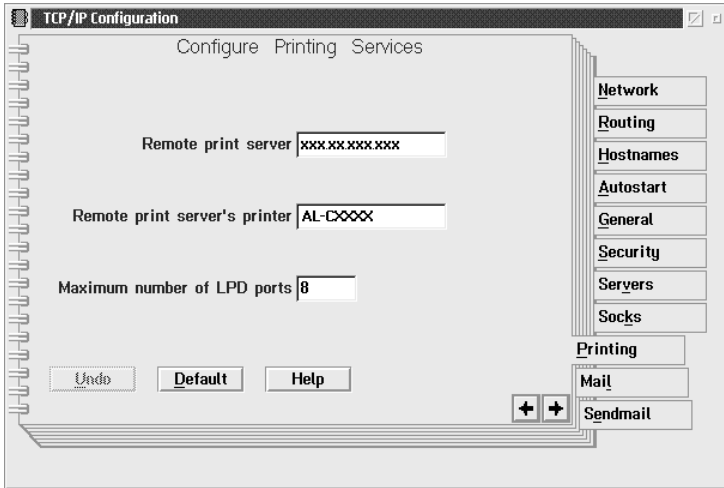 TCP/IP Configuration
Configure Printing Services
Remote print server xxx.xx.xxx.xxx
Remote print server's printer AL-CXXXX
Maximum number of LPD ports 8
Undo Default Help
Network
Routing
Hostnames
Autostart
General
Security
Servers
Socks
Printing
Mail
Sendmail